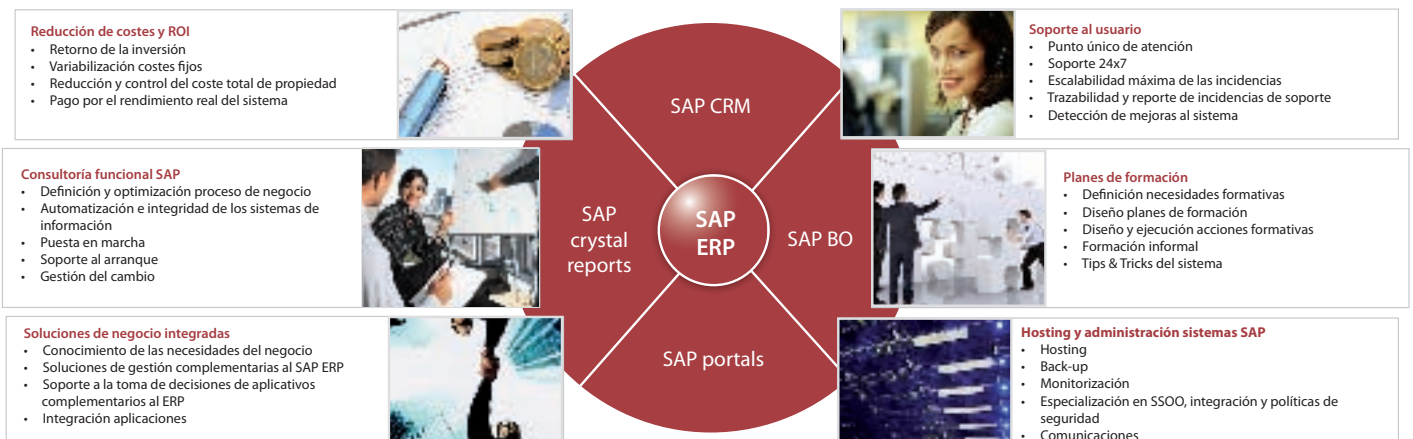 Reducción de costes y ROI
• Retorno de la inversión
• Variabilización costes fijos
• Reducción y control del coste total de propiedad
• Pago por el rendimiento real del sistema
Consultoría funcional SAP
• Definición y optimización proceso de negocio
• Automatización e integridad de los sistemas de
información
• Puesta en marcha
• Soporte al arranque
• Gestión del cambio
Soluciones de negocio integradas
• Conocimiento de las necesidades del negocio
• Soluciones de gestión complementarias al SAP ERP
• Soporte a la toma de decisiones de aplicativos
complementarios al ERP
• Integración aplicaciones
SAP CRM
SAP
crystal
reports
SAP
ERP
SAP BO
SAP portals
Soporte al usuario
• Punto único de atención
• Soporte 24x7
• Escalabilidad máxima de las incidencias
• Trazabilidad y reporte de incidencias de soporte
• Detección de mejoras al sistema
Planes de formación
• Definición necesidades formativas
• Diseño planes de formación
• Diseño y ejecución acciones formativas
• Formación informal
• Tips & Tricks del sistema
Hosting y administración sistemas SAP
• Hosting
• Back-up
• Monitorización
• Especialización en SSOO, integración y políticas de
seguridad
• Comunicaciones